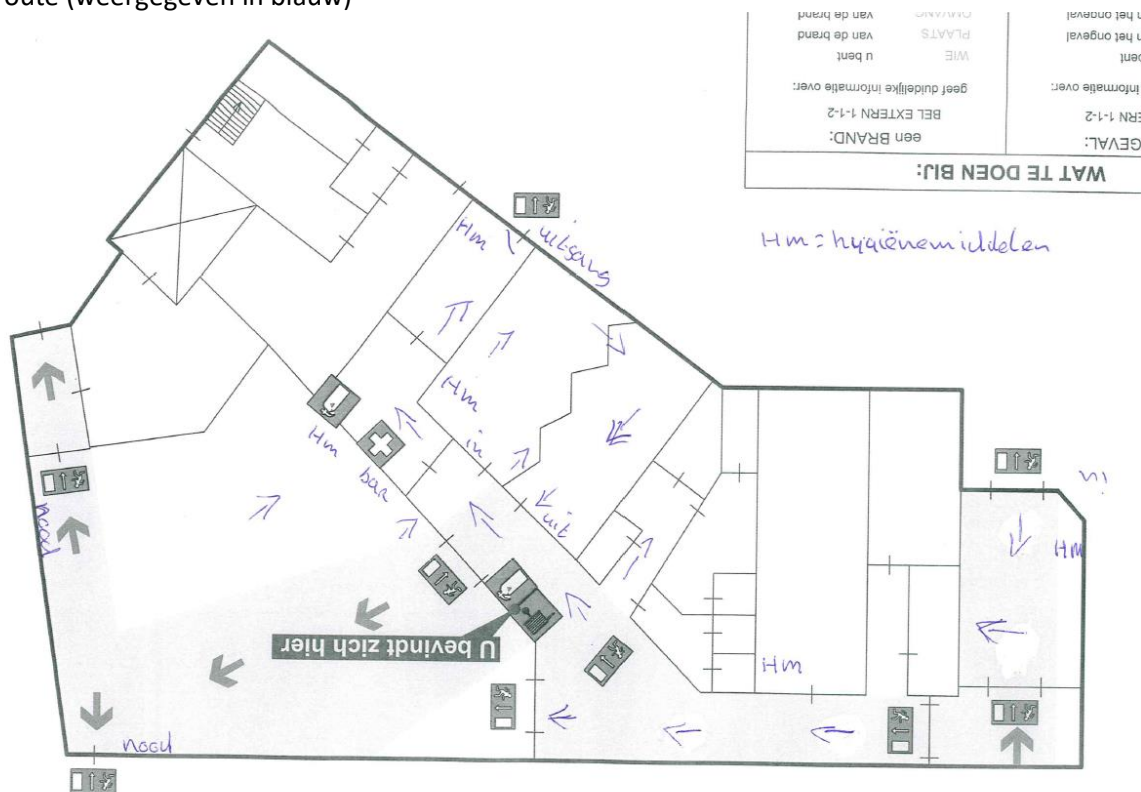 oute (weergegeven in blauw)
WAT TE DOEN BIJ:
GEVAL:
ERN 1-1-2
informatie over:
bent
n het ongeval
n het ongeval
een BRAND:
BEL EXTERN 1-1-2
geef duidelijke informatie over:
WIE u bent
PLAATS van de brand
OMVANG van de brand
Hm = hygiënemiddelen
Hm
uitgang
Hm
Hm
bar
in
uit
in
Hm
Hm
nood
nood
U bevindt zich hier